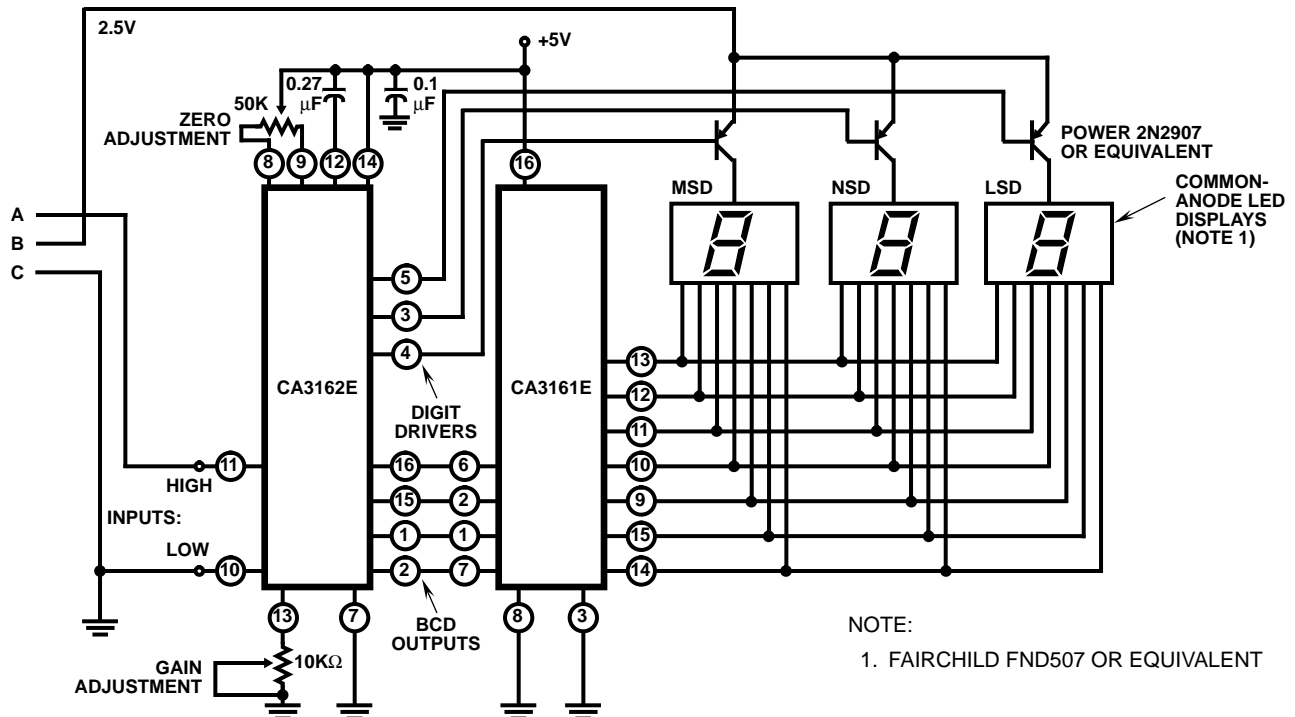 2.5V
+5V
0.27
µF
0.1
µF
50K
ZERO
ADJUSTMENT
8
9
12
14
16
POWER 2N2907
OR EQUIVALENT
MSD
NSD
LSD
COMMON-
ANODE LED
DISPLAYS
(NOTE 1)
A
B
C
8
8
8
5
3
4
CA3162E
CA3161E
DIGIT
DRIVERS
13
12
11
10
9
15
14
11
HIGH
INPUTS:
LOW
10
16
6
15
2
1
1
2
7
BCD
OUTPUTS
13
7
8
3
10KΩ
GAIN
ADJUSTMENT
NOTE:
1. FAIRCHILD FND507 OR EQUIVALENT